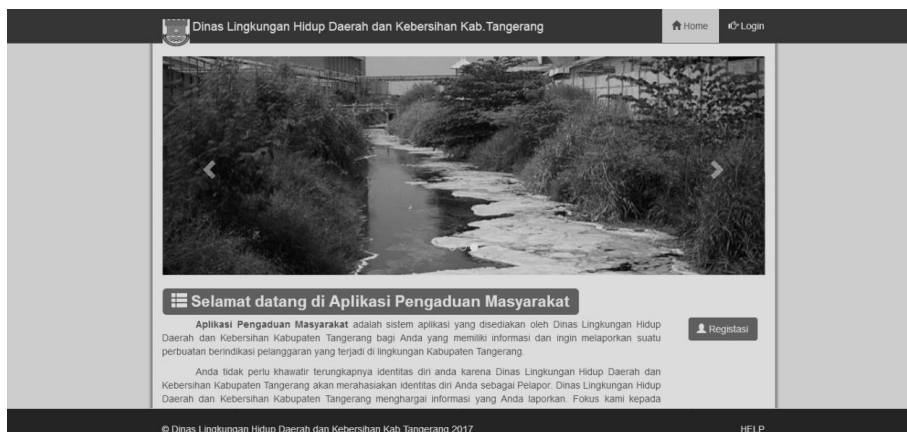 Dinas Lingkungan Hidup Daerah dan Kebersihan Kab.Tangerang
Home
Login
Selamat datang di Aplikasi Pengaduan Masyarakat
Aplikasi Pengaduan Masyarakat adalah sistem aplikasi yang disediakan oleh Dinas Lingkungan Hidup
Daerah dan Kebersihan Kabupaten Tangerang bagi Anda yang memiliki informasi dan ingin melaporkan suatu
perbuatan berindikasi pelanggaran yang terjadi di lingkungan Kabupaten Tangerang.
Registasi
Anda tidak perlu khawatir terungkapnya identitas diri anda karena Dinas Lingkungan Hidup Daerah dan
Kebersihan Kabupaten Tangerang akan merahasiakan identitas diri Anda sebagai Pelapor. Dinas Lingkungan Hidup
Daerah dan Kebersihan Kabupaten Tangerang menghargai informasi yang Anda laporkan. Fokus kami kepada
© Dinas Lingkungan Hidup Daerah dan Kebersihan Kab.Tangerang 2017
HELP